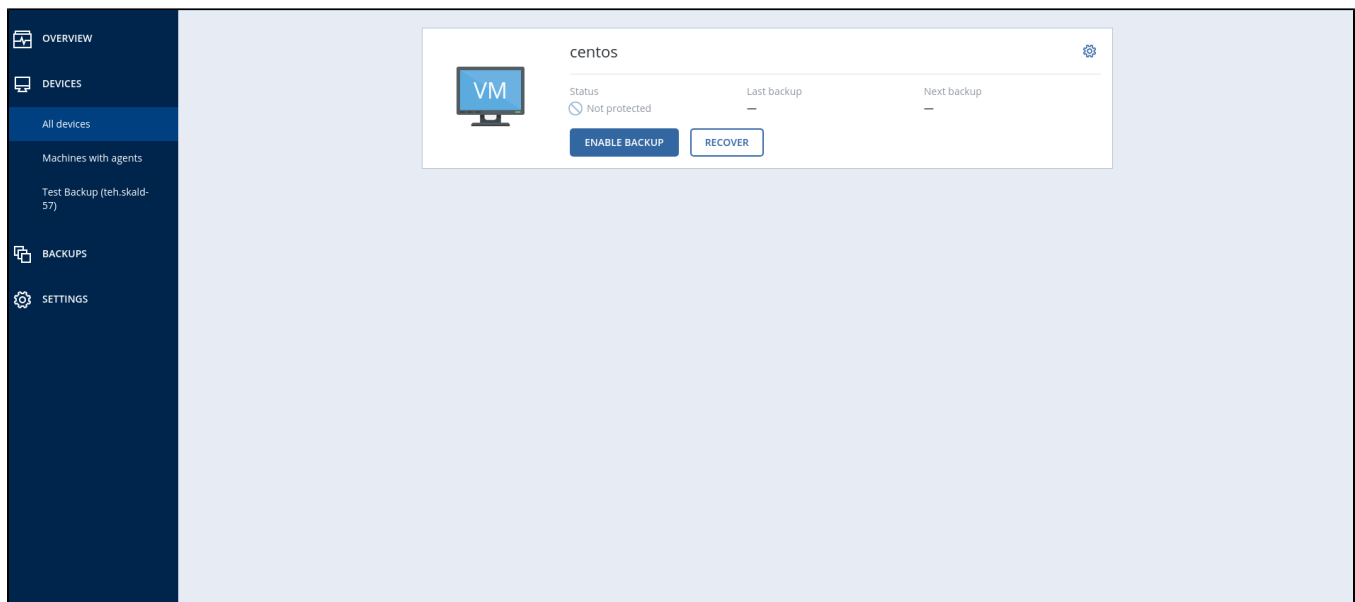 OVERVIEW
DEVICES
All devices
Machines with agents
Test Backup (teh.skald-
57)
BACKUPS
SETTINGS
VM
centos
Status
Last backup
Next backup
Not protected
—
—
ENABLE BACKUP
RECOVER